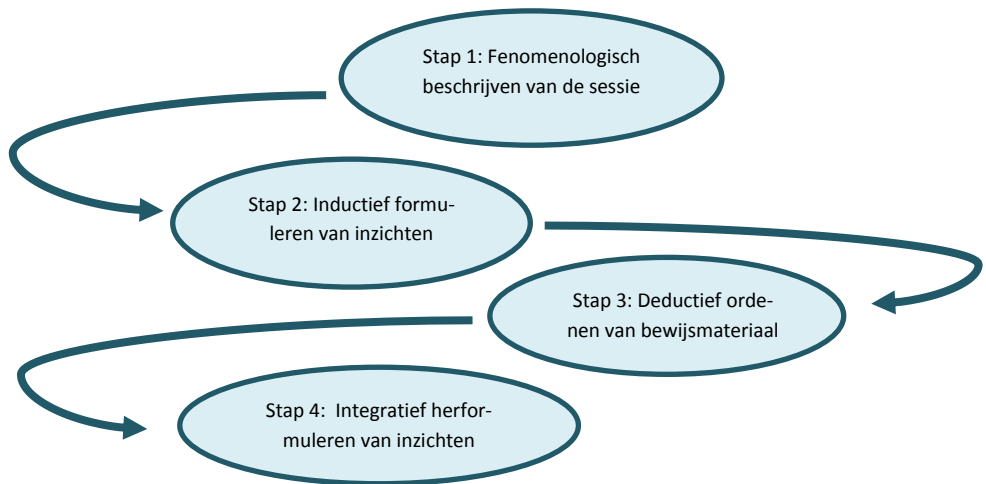 Stap 1: Fenomenologisch
beschrijven van de sessie
Stap 2: Inductief formu-
leren van inzichten
Stap 3: Deductief orde-
nen van bewijsmateriaal
Stap 4:  Integratief herfor-
muleren van inzichten